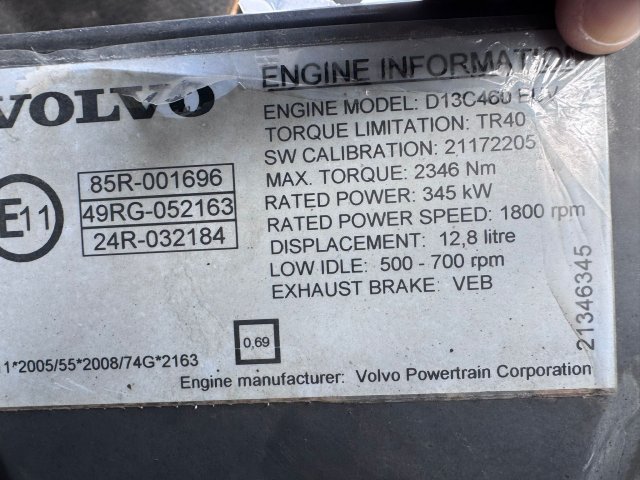 VOLVO
ENGINE INFORMATION
ENGINE MODEL: D13C460
TORQUE LIMITATION: TR40
SW CALIBRATION: 21172205
MAX. TORQUE: 2346 Nm
RATED POWER: 345 kW
RATED POWER SPEED: 1800 rpm
DISPLACEMENT: 12,8 litre
LOW IDLE: 500 - 700 rpm
EXHAUST BRAKE: VEB
E11
85R-001696
49RG-052163
24R-032184
0,69
1*2005/55*2008/74G*2163
Engine manufacturer: Volvo Powertrain Corporation
21346345